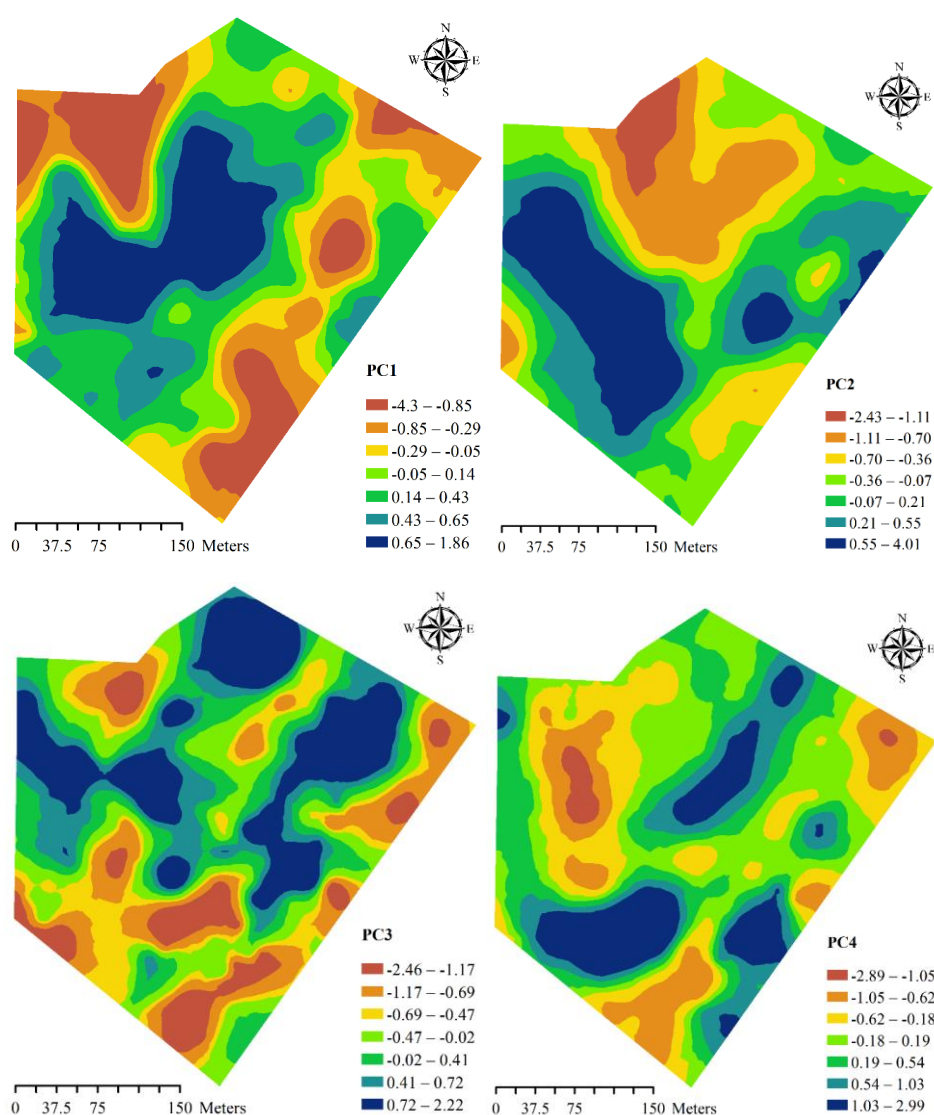 N
W E
S
PC1
-4.3 – -0.85
-0.85 – -0.29
-0.29 – -0.05
-0.05 – 0.14
0.14 – 0.43
0.43 – 0.65
0.65 – 1.86
0 37.5 75 150 Meters
N
W E
S
PC2
-2.43 – -1.11
-1.11 – -0.70
-0.70 – -0.36
-0.36 – -0.07
-0.07 – 0.21
0.21 – 0.55
0.55 – 4.01
0 37.5 75 150 Meters
N
W E
S
PC3
-2.46 – -1.17
-1.17 – -0.69
-0.69 – -0.47
-0.47 – -0.02
-0.02 – 0.41
0.41 – 0.72
0.72 – 2.22
0 37.5 75 150 Meters
N
W E
S
PC4
-2.89 – -1.05
-1.05 – -0.62
-0.62 – -0.18
-0.18 – 0.19
0.19 – 0.54
0.54 – 1.03
1.03 – 2.99
0 37.5 75 150 Meters